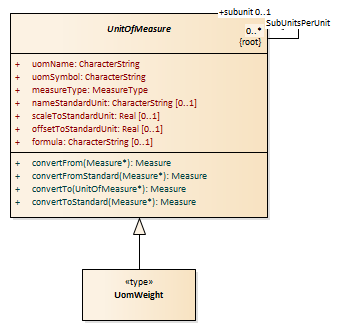 +subunit 0..1
UnitOfMeasure
SubUnitsPerUnit
0..*
{root}
+ uomName: CharacterString
+ uomSymbol: CharacterString
+ measureType: MeasureType
+ nameStandardUnit: CharacterString [0..1]
+ scaleToStandardUnit: Real [0..1]
+ offsetToStandardUnit: Real [0..1]
+ formula: CharacterString [0..1]
+ convertFrom(Measure*): Measure
+ convertFromStandard(Measure*): Measure
+ convertTo(UnitOfMeasure*): Measure
+ convertToStandard(Measure*): Measure
«type»
UomWeight